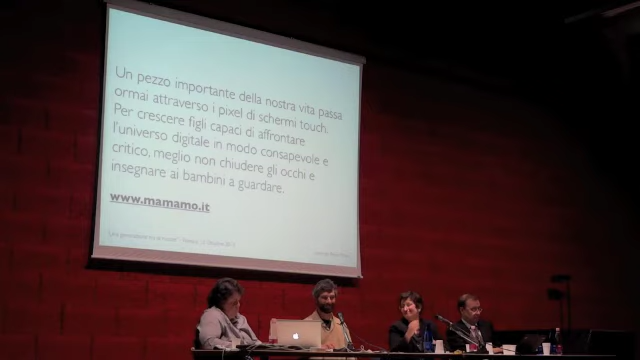 Un pezzo importante della nostra vita passa
ormai attraverso i pixel di schermi touch.
Per crescere figli capaci di affrontare
l'universo digitale in modo consapevole e
critico, meglio non chiudere gli occhi e
insegnare ai bambini a guardare.
www.mamamo.it